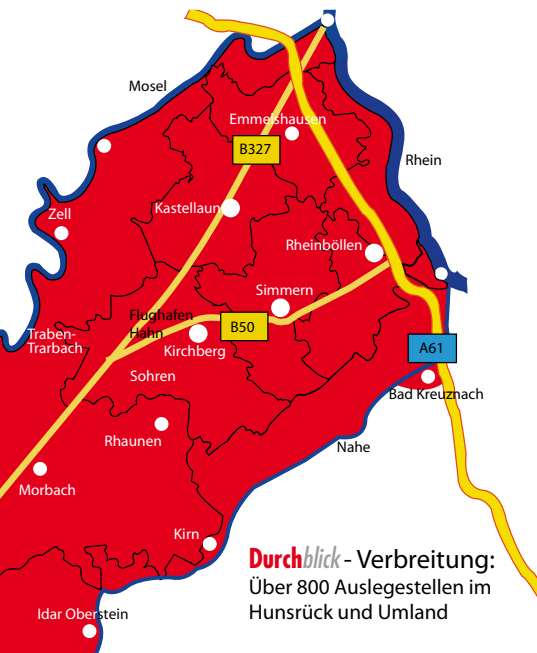 Mosel
Emmelshausen
B327
Rhein
Kastellaun
Zell
Rheinböllen
Simmern
Flughafen
Hahn
B50
Traben-
Trarbach
Kirchberg
A61
Sohren
Bad Kreuznach
Rhaunen
Nahe
Morbach
Kirn
Durchblick - Verbreitung:
Über 800 Auslegestellen im
Hunsrück und Umland
Idar Oberstein